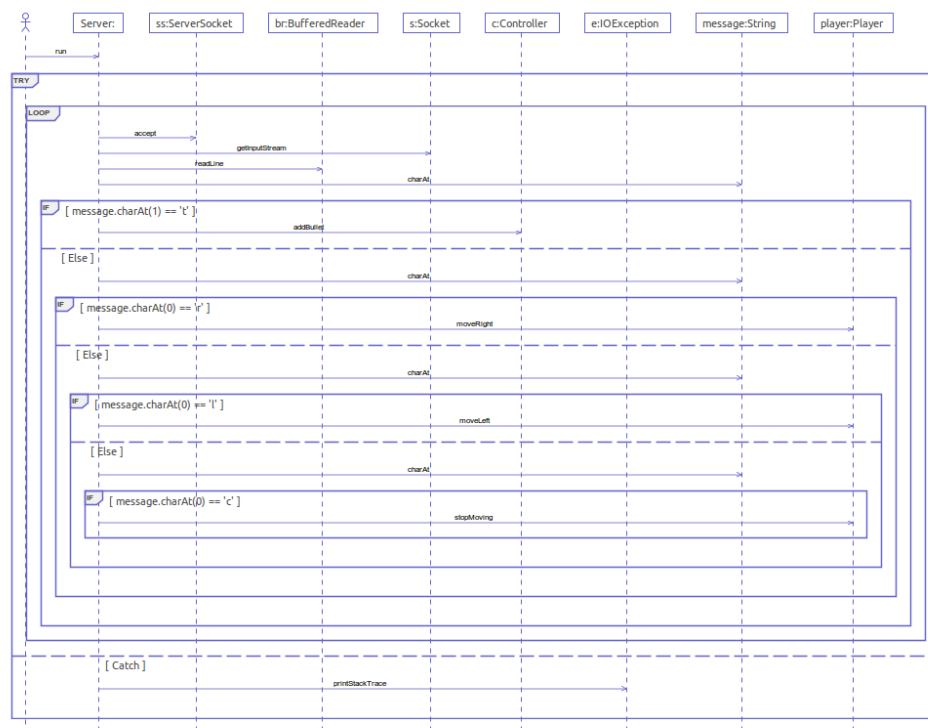 Server:
ss:ServerSocket
br:BufferedReader
s:Socket
c:Controller
e:IOException
message:String
player:Player
run
TRY
LOOP
accept
getInputStream
readLine
charAt
IF
[ message.charAt(1) == 't' ]
addBullet
[ Else ]
charAt
IF
[ message.charAt(0) == 'r' ]
moveRight
[ Else ]
charAt
IF
[ message.charAt(0) == 'l' ]
moveLeft
[ Else ]
charAt
IF
[ message.charAt(0) == 'c' ]
stopMoving
[ Catch ]
printStackTrace